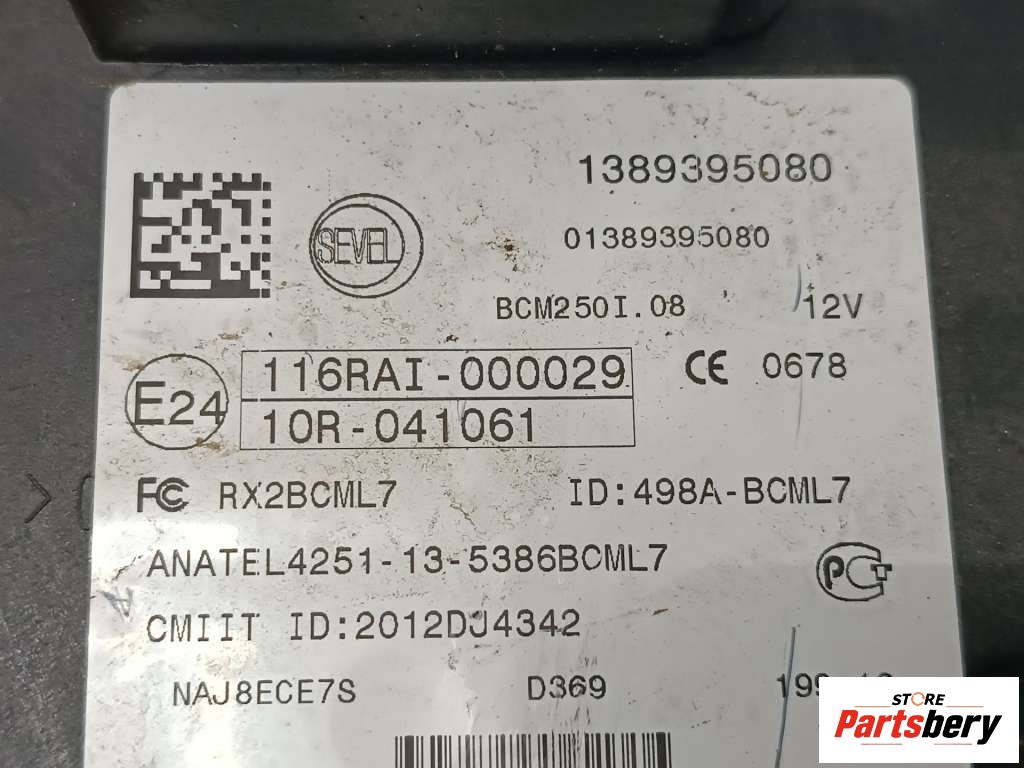 1389395080
SEVEL
01389395080
BCM250I.08 12V
E24 116RAI-000029 CE 0678
10R-041061
FCC RX2BCML7 ID:498A-BCML7
ANATEL4251-13-5386BCML7
CMIIT ID:2012DJ4342
NAJ8ECE7S D369
STORE
Partsbery